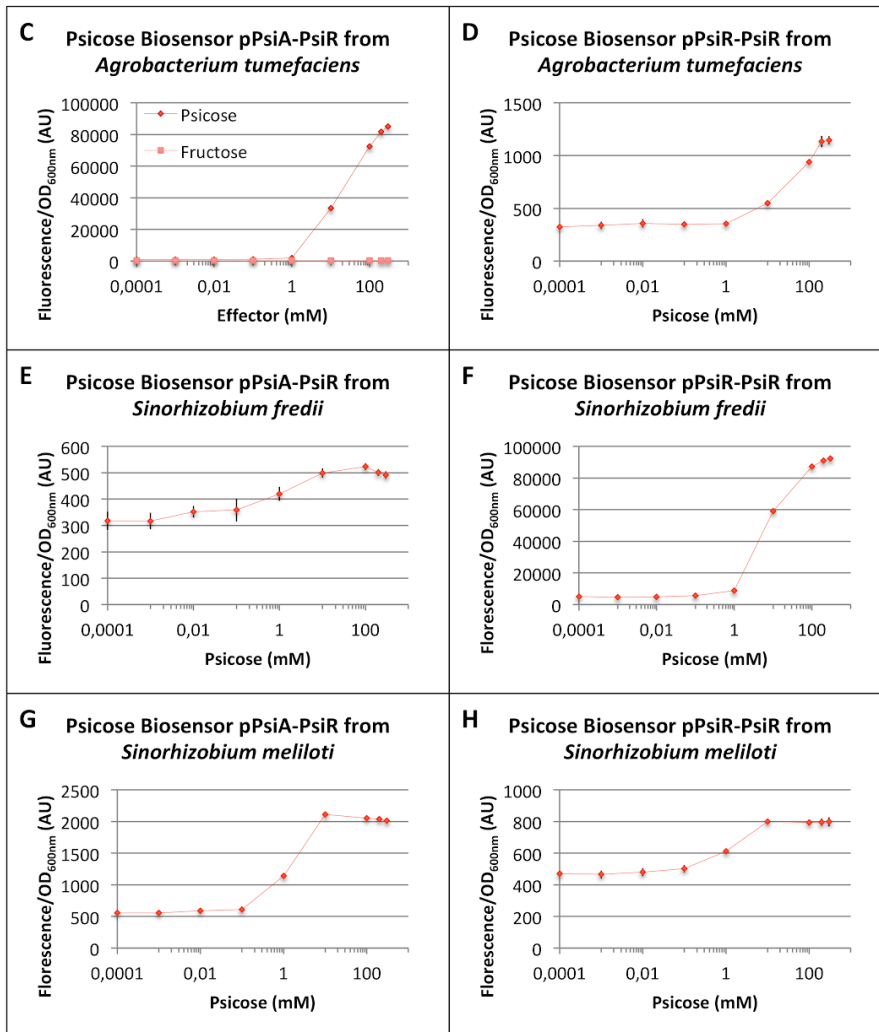 C
Psicose Biosensor pPsiA-PsiR from
Agrobacterium tumefaciens
Fluorescence/OD600nm (AU)
100000
80000
60000
40000
20000
0
Psicose
Fructose
0,0001
0,01
1
100
Effector (mM)
D
Psicose Biosensor pPsiR-PsiR from
Agrobacterium tumefaciens
Fluorescence/OD600nm (AU)
1500
1000
500
0
0,0001
0,01
1
100
Psicose (mM)
E
Psicose Biosensor pPsiA-PsiR from
Sinorhizobium fredii
Fluorescence/OD600nm (AU)
600
500
400
300
200
100
0
0,0001
0,01
1
100
Psicose (mM)
F
Psicose Biosensor pPsiR-PsiR from
Sinorhizobium fredii
Florescence/OD600nm (AU)
100000
80000
60000
40000
20000
0
0,0001
0,01
1
100
Psicose (mM)
G
Psicose Biosensor pPsiA-PsiR from
Sinorhizobium meliloti
Florescence/OD600nm (AU)
2500
2000
1500
1000
500
0
0,0001
0,01
1
100
Psicose (mM)
H
Psicose Biosensor pPsiR-PsiR from
Sinorhizobium meliloti
Florescence/OD600nm (AU)
1000
800
600
400
200
0
0,0001
0,01
1
100
Psicose (mM)